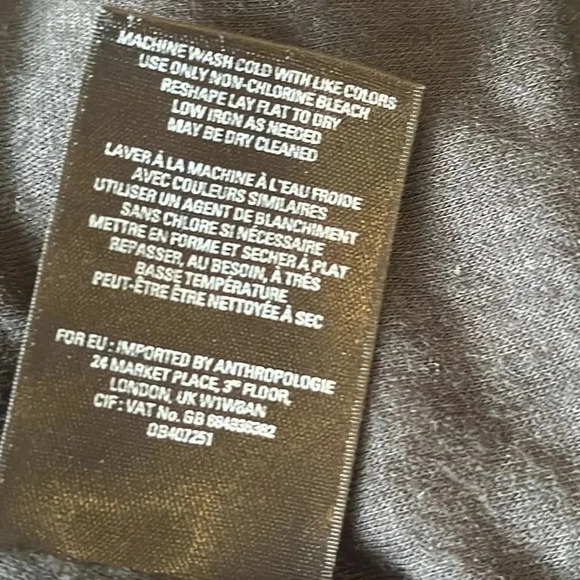 MACHINE WASH COLD WITH LIKE COLORS
USE ONLY NON-CHLORINE BLEACH
RESHAPE LAY FLAT TO DRY
LOW IRON AS NEEDED
MAY BE DRY CLEANED
LAVER À LA MACHINE À L'EAU FROIDE
AVEC COULEURS SIMILAIRES
UTILISER UN AGENT DE BLANCHIMENT
SANS CHLORE SI NÉCESSAIRE
METTRE EN FORME ET SECHER À PLAT
REPASSER, AU BESOIN, À TRÈS
BASSE TEMPÉRATURE
PEUT-ÊTRE ÊTRE NETTOYÉE À SEC
FOR EU : IMPORTED BY ANTHROPOLOGIE
24 MARKET PLACE, 3RD FLOOR,
LONDON, UK W1W8AN
CIF : VAT No. GB